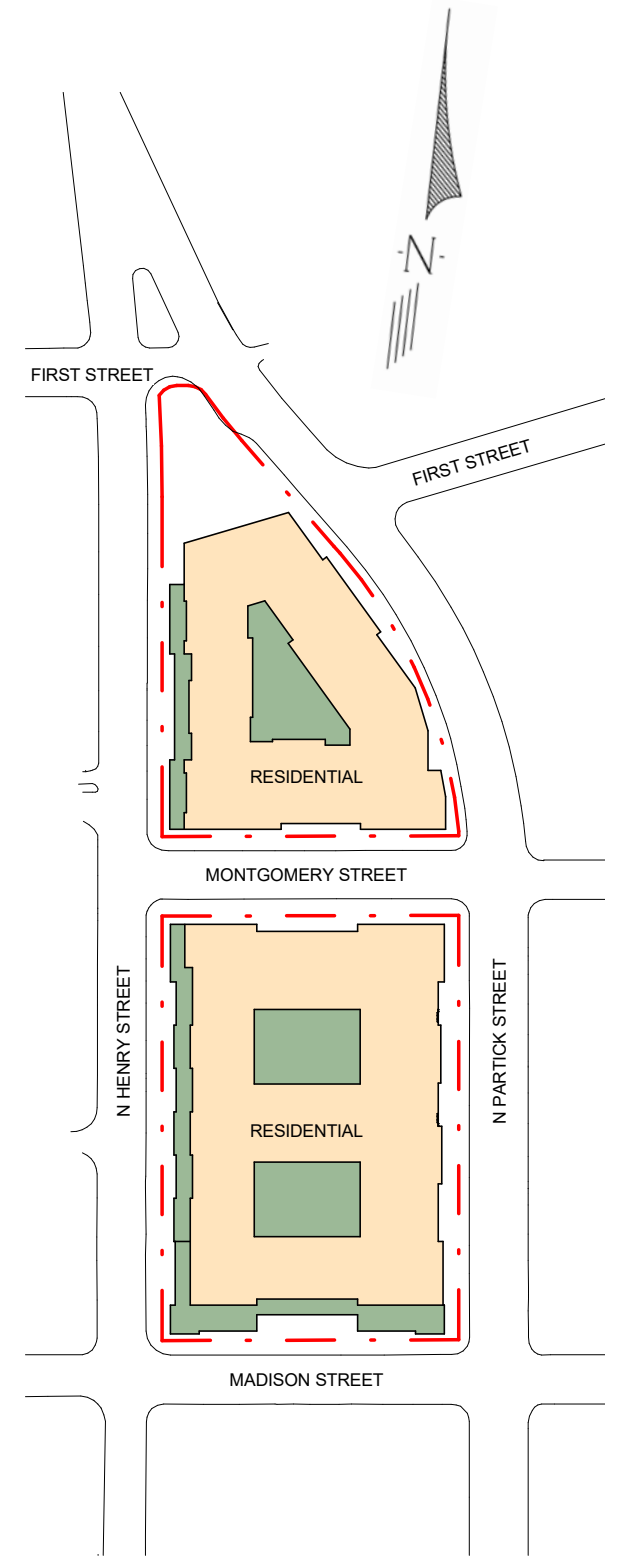 -N-
FIRST STREET
FIRST STREET
RESIDENTIAL
MONTGOMERY STREET
N HENRY STREET
N PARTICK STREET
RESIDENTIAL
MADISON STREET